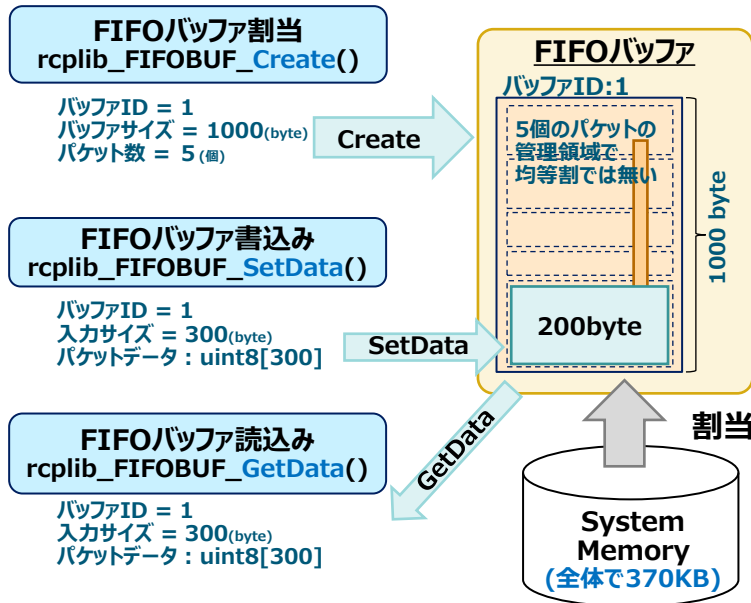 FIFOバッファ割当
rcplib_FIFOBUF_Create()
バッファID = 1
バッファサイズ = 1000(byte)
パケット数 = 5(個)
Create
FIFOバッファ
バッファID:1
5個のパケットの
管理領域で
均等割では無い
1000 byte
FIFOバッファ書込み
rcplib_FIFOBUF_SetData()
バッファID = 1
入力サイズ = 300(byte)
パケットデータ : uint8[300]
SetData
200byte
FIFOバッファ読込み
rcplib_FIFOBUF_GetData()
バッファID = 1
入力サイズ = 300(byte)
パケットデータ : uint8[300]
GetData
割当
System
Memory
(全体で370KB)